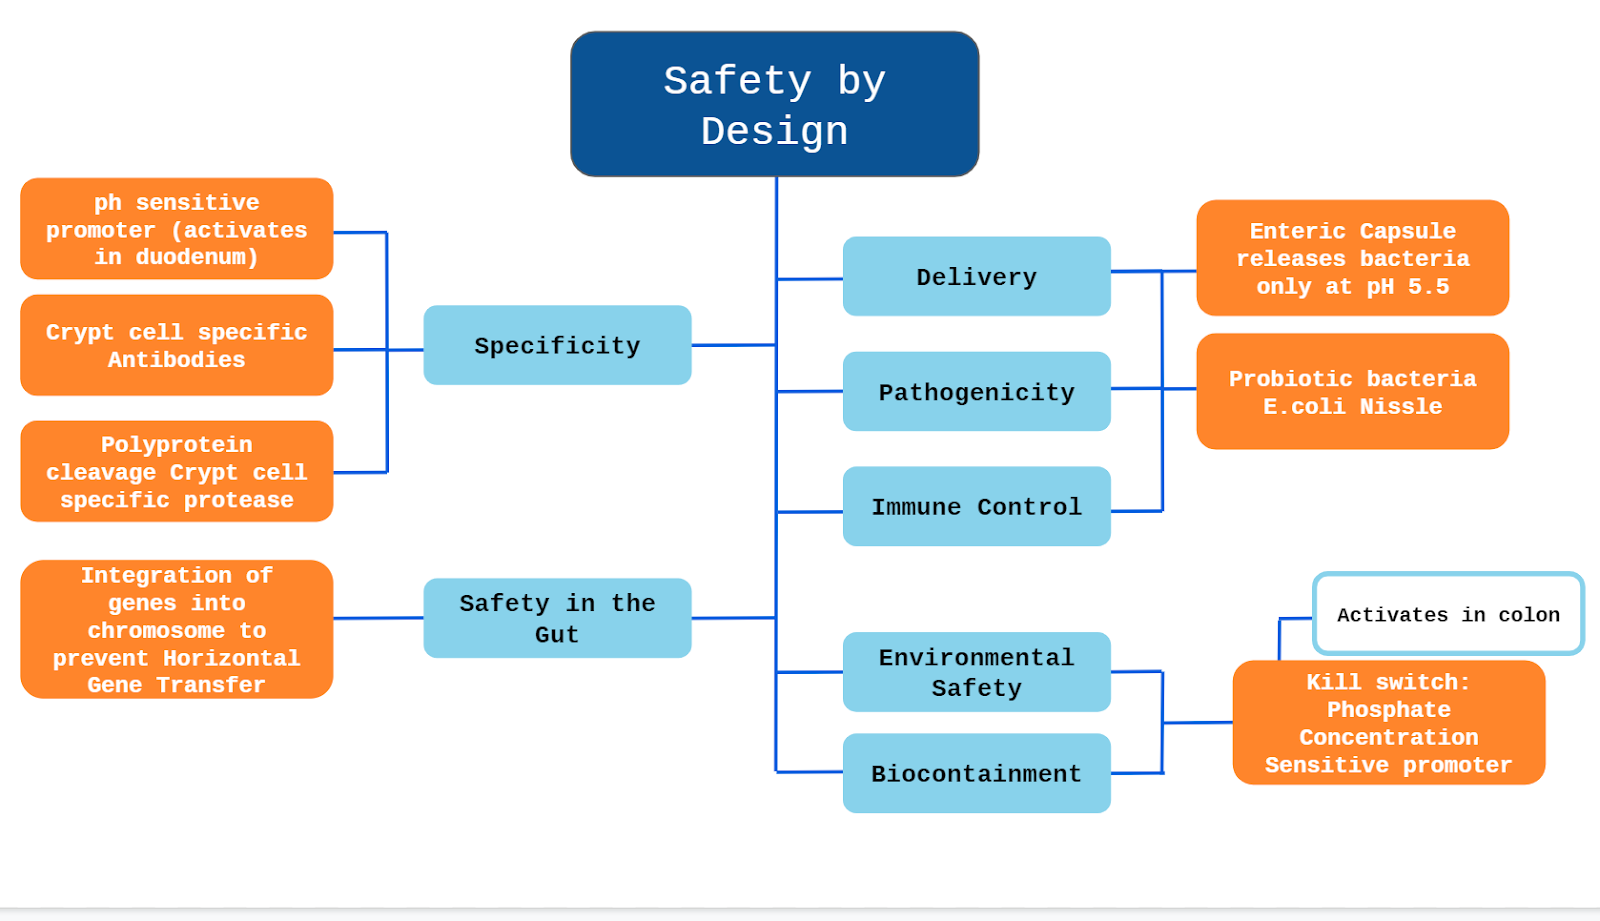 Safety by
Design
ph sensitive
promoter (activates
in duodenum)
Crypt cell specific
Antibodies
Polyprotein
cleavage Crypt cell
specific protease
Integration of
genes into
chromosome to
prevent Horizontal
Gene Transfer
Specificity
Safety in the
Gut
Delivery
Pathogenicity
Immune Control
Environmental
Safety
Biocontainment
Enteric Capsule
releases bacteria
only at pH 5.5
Probiotic bacteria
E.coli Nissle
Activates in colon
Kill switch:
Phosphate
Concentration
Sensitive promoter